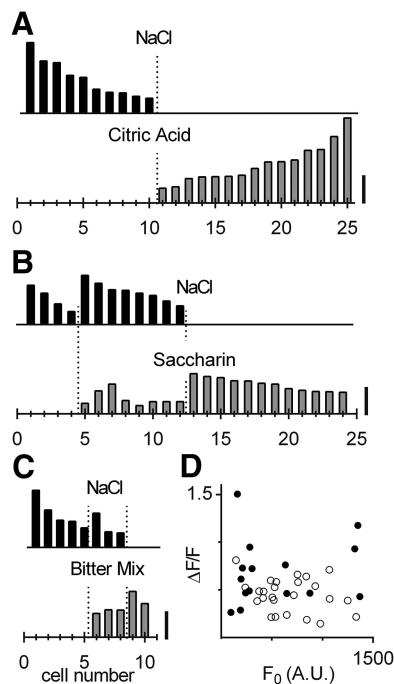 A
NaCl
Citric Acid
0 5 10 15 20 25
B
NaCl
Saccharin
0 5 10 15 20 25
C
NaCl
Bitter Mix
0 5 10
cell number
D
1.5
ΔF/F
1500
F₀ (A.U.)